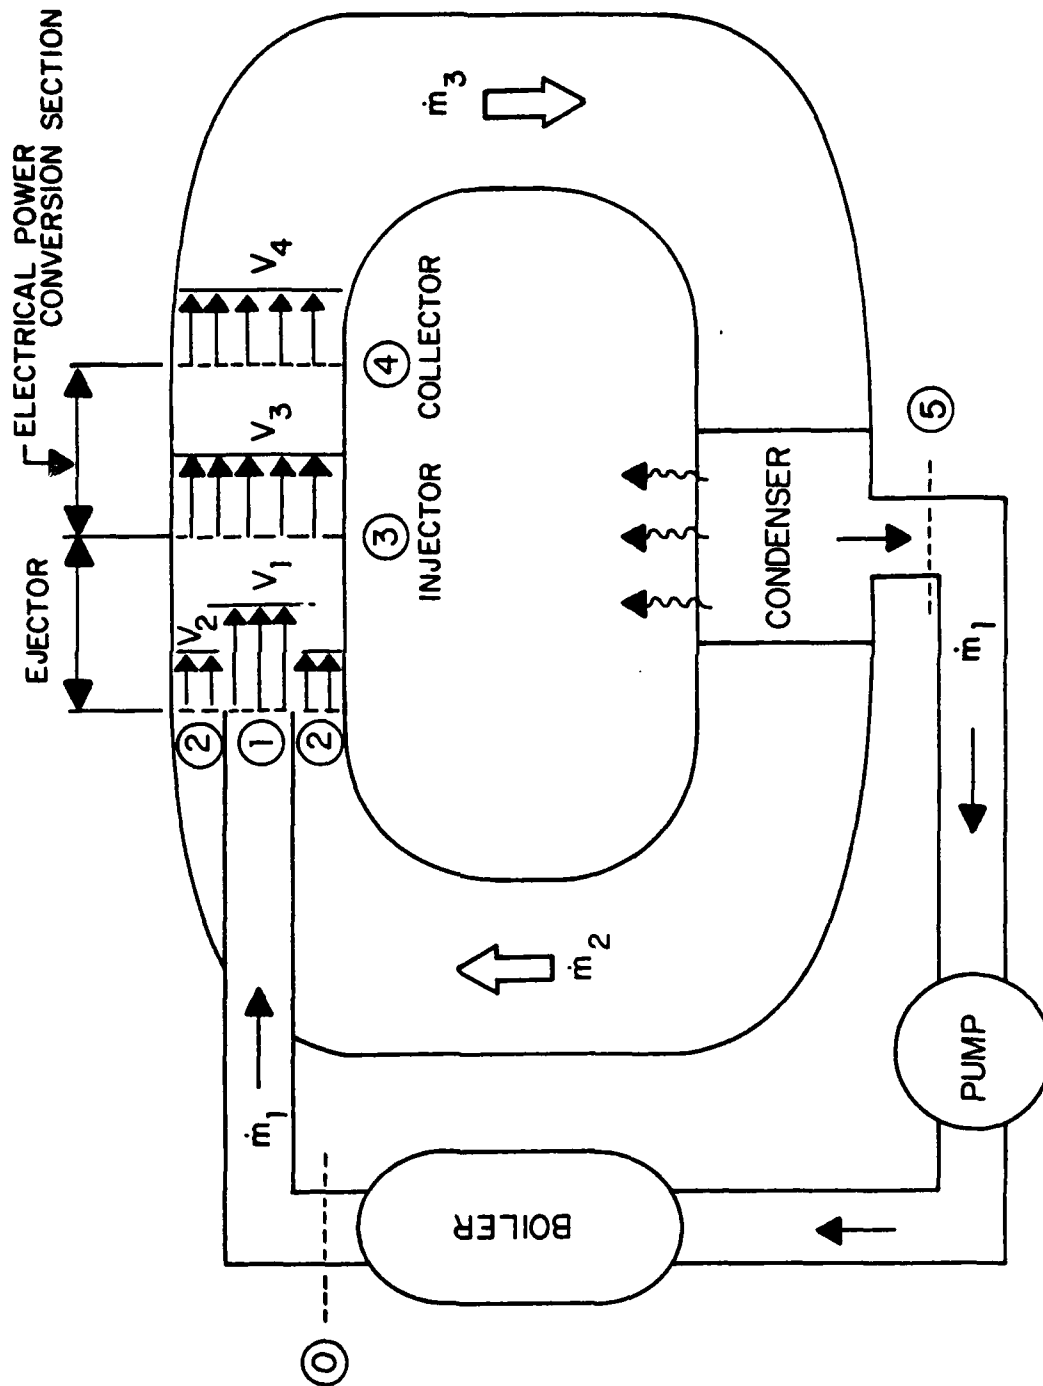 ELECTRICAL POWER
CONVERSION SECTION
EJECTOR
V2
V1
V3
V4
2
1
2
3
INJECTOR
4
COLLECTOR
ṁ3
ṁ2
ṁ1
0
BOILER
CONDENSER
5
ṁ1
PUMP